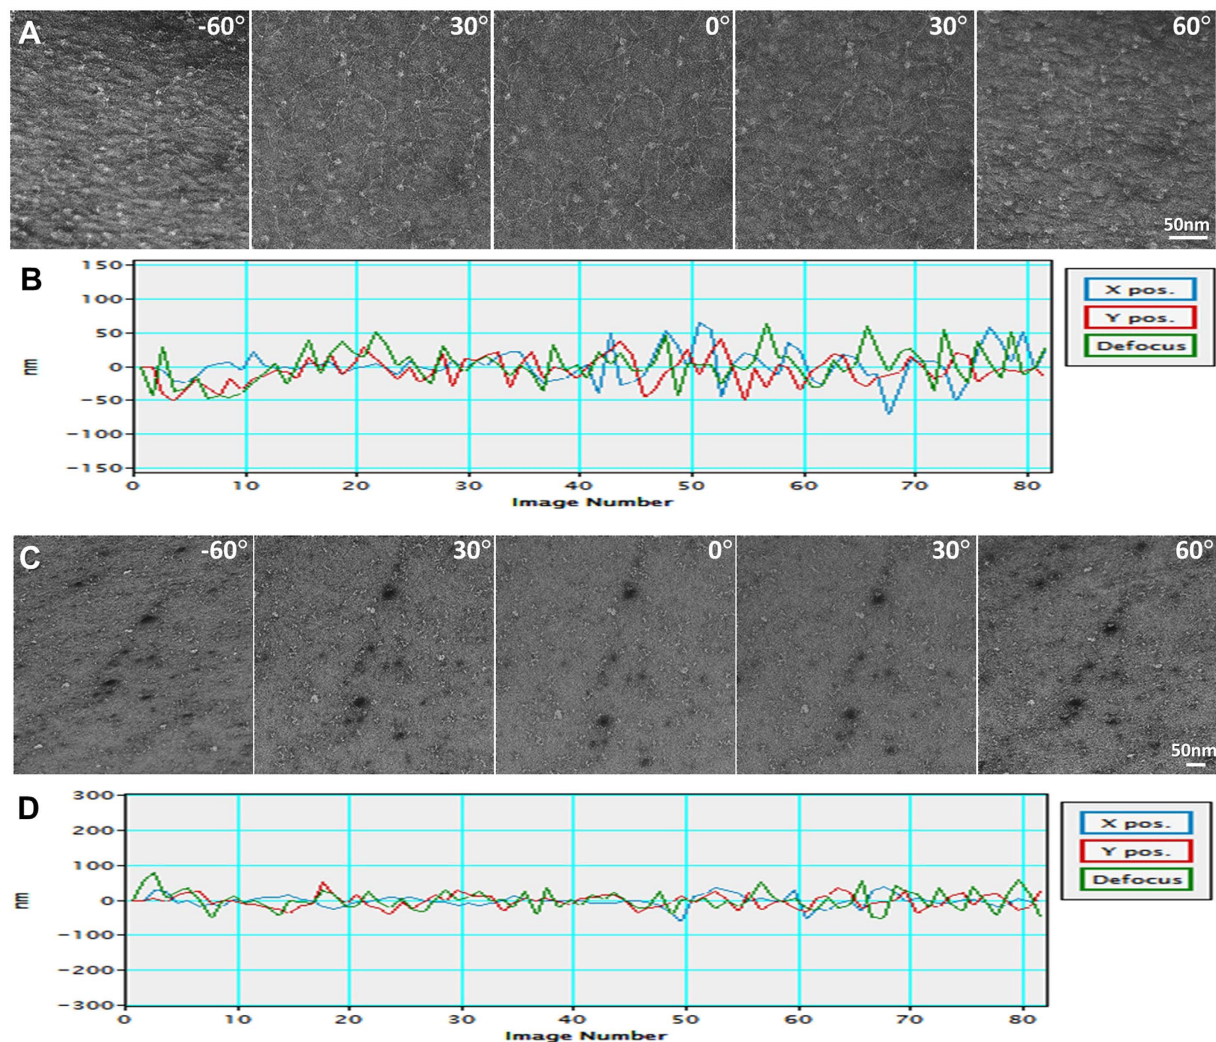 A -60° 30° 0° 30° 60°
50nm
B
150
100
50
0
-50
-100
-150
nm
0 10 20 30 40 50 60 70 80
Image Number
X pos.
Y pos.
Defocus
C -60° 30° 0° 30° 60°
50nm
D
300
200
100
0
-100
-200
-300
nm
0 10 20 30 40 50 60 70 80
Image Number
X pos.
Y pos.
Defocus